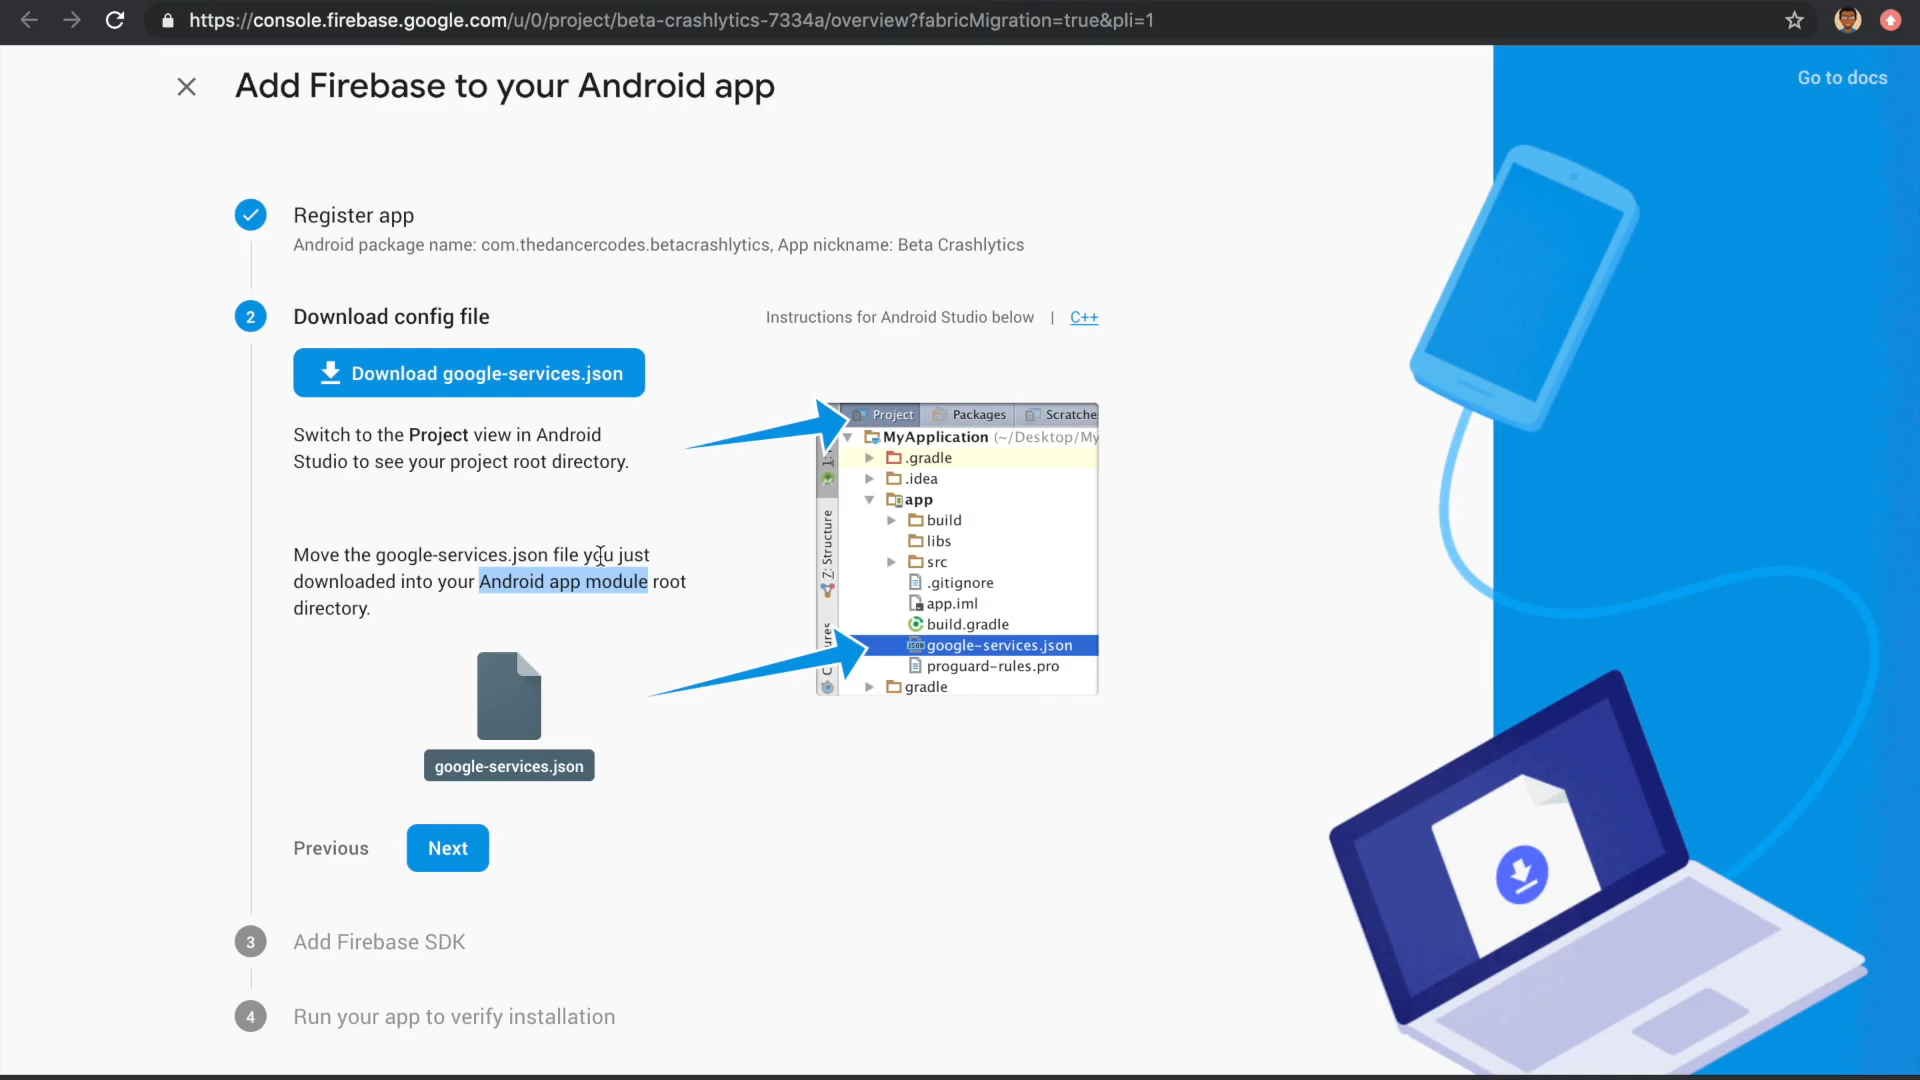 https://console.firebase.google.com/u/0/project/beta-crashlytics-7334a/overview?fabricMigration=true&pli=1
Add Firebase to your Android app
Go to docs
Register app
Android package name: com.thedancercodes.betacrashlytics, App nickname: Beta Crashlytics
2
Download config file
Instructions for Android Studio below | C++
Download google-services.json
Switch to the Project view in Android
Studio to see your project root directory.
Move the google-services.json file you just
downloaded into your Android app module root
directory.
google-services.json
Project
Packages
Scratche
MyApplication (~/Desktop/My
.gradle
.idea
app
build
libs
src
.gitignore
app.iml
build.gradle
google-services.json
JSON
proguard-rules.pro
gradle
Z: Structure
Previous
Next
3
Add Firebase SDK
4
Run your app to verify installation